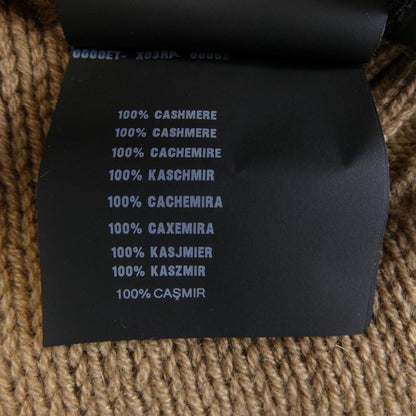 100% CASHMERE
100% CASHMERE
100% CACHEMIRE
100% KASCHMIR
100% CACHEMIRA
100% CAXEMIRA
100% KASJMIER
100% KASZMIR
100% CAŞMIR